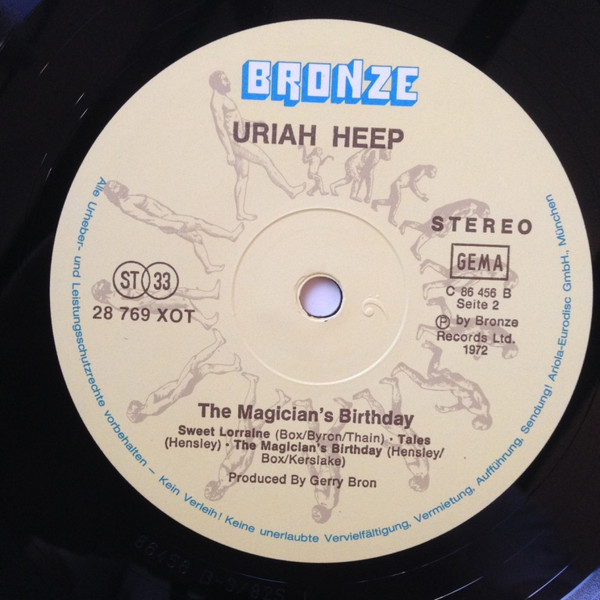 BRONZE
URIAH HEEP
STEREO
GEMA
ST 33
28 769 XOT
C 86 456 B
Seite 2
Ⓟ by Bronze
Records Ltd.
1972
The Magician's Birthday
Sweet Lorraine (Box/Byron/Thain) · Tales
(Hensley) · The Magician's Birthday (Hensley/
Box/Kerslake)
Produced By Gerry Bron
Alle Urheber- und Leistungsschutzrechte vorbehalten – Kein Verleih! Keine unerlaubte Vervielfältigung, Vermietung, Aufführung, Sendung! Ariola-Eurodisc GmbH., München